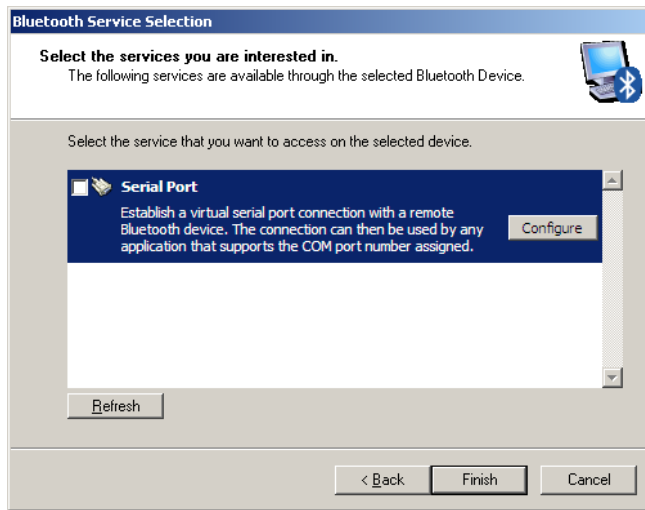 Bluetooth Service Selection
Select the services you are interested in.
The following services are available through the selected Bluetooth Device.
Select the service that you want to access on the selected device.
Serial Port
Establish a virtual serial port connection with a remote
Bluetooth device. The connection can then be used by any
application that supports the COM port number assigned.
Configure
Refresh
< Back
Finish
Cancel